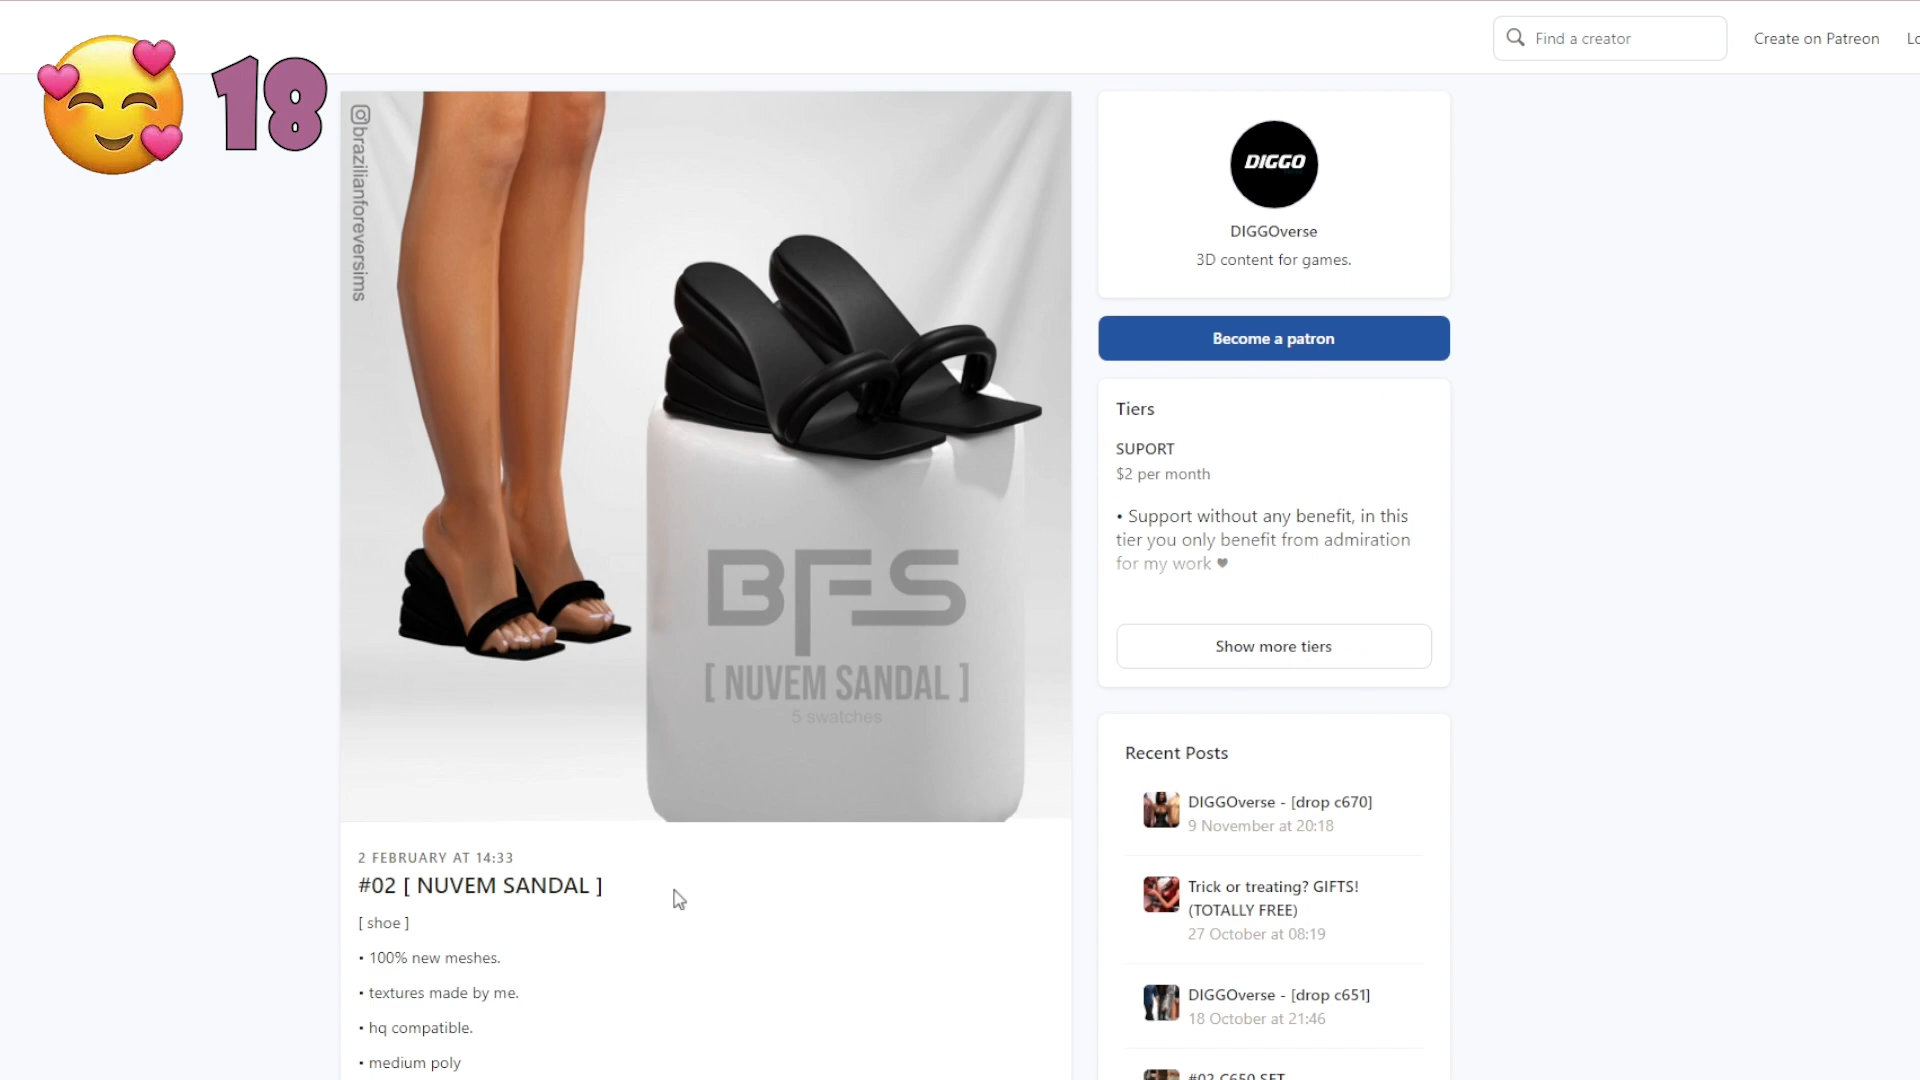 Find a creator
Create on Patreon
18
brazilianforeversims
BFS
[ NUVEM SANDAL ]
5 swatches
2 FEBRUARY AT 14:33
#02 [ NUVEM SANDAL ]
[ shoe ]
• 100% new meshes.
• textures made by me.
• hq compatible.
• medium poly
DIGGO
DIGGOverse
3D content for games.
Become a patron
Tiers
SUPORT
$2 per month
• Support without any benefit, in this
tier you only benefit from admiration
for my work ♥
Show more tiers
Recent Posts
DIGGOverse - [drop c670]
9 November at 20:18
Trick or treating? GIFTS!
(TOTALLY FREE)
27 October at 08:19
DIGGOverse - [drop c651]
18 October at 21:46